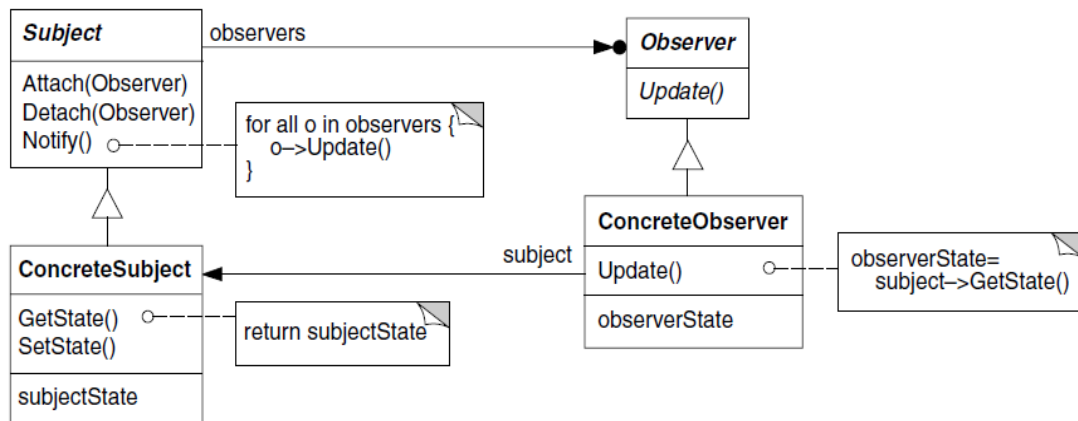 Subject
observers
Observer
Attach(Observer)
Detach(Observer)
Notify()
for all o in observers {
o–>Update()
}
Update()
ConcreteSubject
GetState()
SetState()
subjectState
return subjectState
subject
ConcreteObserver
Update()
observerState
observerState=
subject–>GetState()